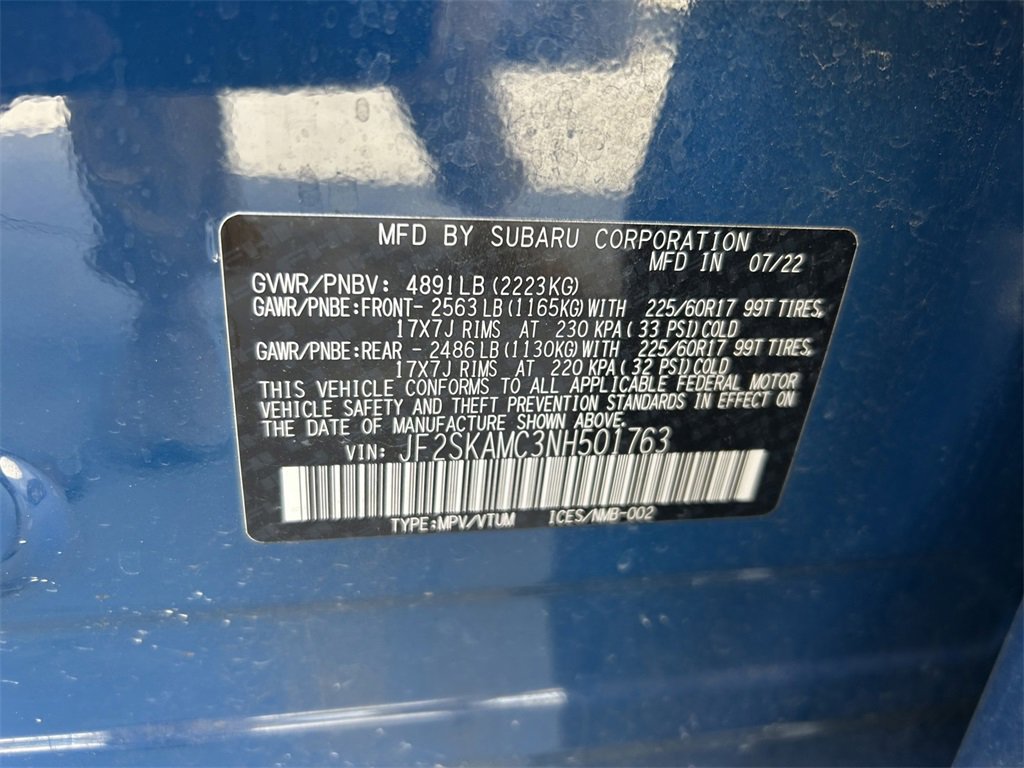 MFD BY SUBARU CORPORATION
MFD IN 07/22
GVWR/PNBV: 4891LB (2223KG)
GAWR/PNBE:FRONT- 2563 LB (1165KG) WITH 225/60R17 99T TIRES,
17X7J RIMS AT 230 KPA ( 33 PSI) COLD
GAWR/PNBE:REAR - 2486 LB (1130KG) WITH 225/60R17 99T TIRES,
17X7J RIMS AT 220 KPA ( 32 PSI) COLD
THIS VEHICLE CONFORMS TO ALL APPLICABLE FEDERAL MOTOR
VEHICLE SAFETY AND THEFT PREVENTION STANDARDS IN EFFECT ON
THE DATE OF MANUFACTURE SHOWN ABOVE.
VIN: JF2SKAMC3NH501763
TYPE:MPV/VTUM ICES/NMB-002